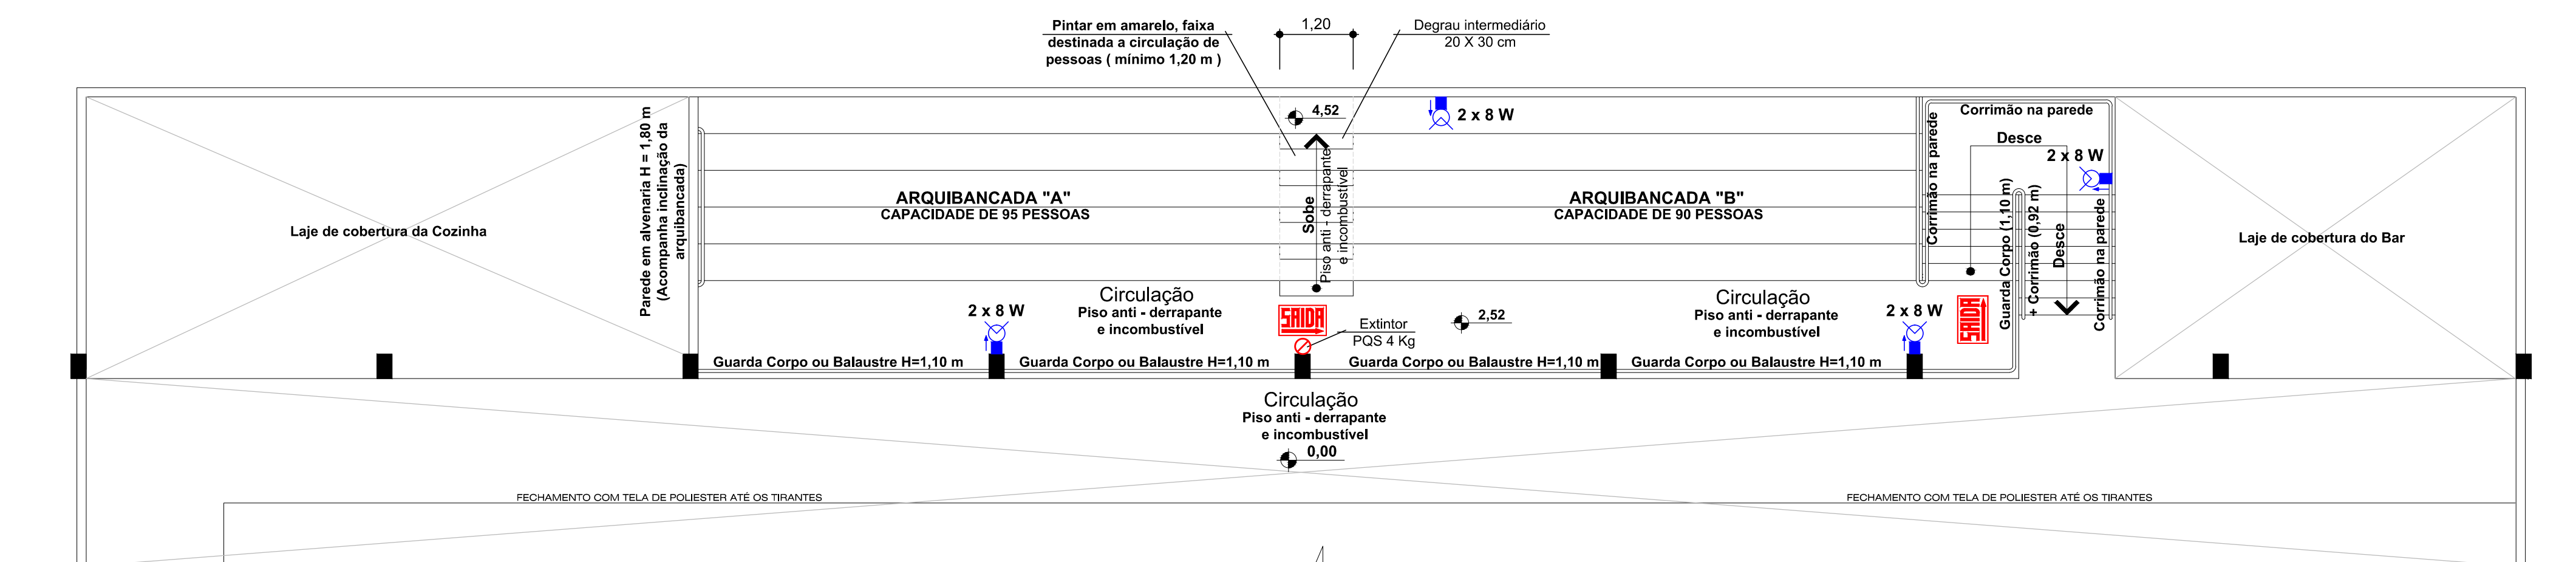 Pintar em amarelo, faixa
destinada a circulação de
pessoas ( mínimo 1,20 m )
1,20
Degrau intermediário
20 X 30 cm
Parede em alvenaria H = 1,80 m
(Acompanha inclinação da
arquibancada)
4,52
2 x 8 W
Corrimão na parede
Corrimão na parede
Desce
2 x 8 W
ARQUIBANCADA "A"
CAPACIDADE DE 95 PESSOAS
Sobe
Piso anti - derrapante
e incombustível
ARQUIBANCADA "B"
CAPACIDADE DE 90 PESSOAS
Guarda Corpo (1,10 m)
+ Corrimão (0,92 m)
Desce
Corrimão na parede
Laje de cobertura da Cozinha
Laje de cobertura do Bar
2 x 8 W
Circulação
Piso anti - derrapante
e incombustível
SAIDA
Extintor
PQS 4 Kg
2,52
Circulação
Piso anti - derrapante
e incombustível
2 x 8 W
SAIDA
Guarda Corpo ou Balaustre H=1,10 m
Guarda Corpo ou Balaustre H=1,10 m
Guarda Corpo ou Balaustre H=1,10 m
Guarda Corpo ou Balaustre H=1,10 m
Circulação
Piso anti - derrapante
e incombustível
0,00
FECHAMENTO COM TELA DE POLIESTER ATÉ OS TIRANTES
FECHAMENTO COM TELA DE POLIESTER ATÉ OS TIRANTES